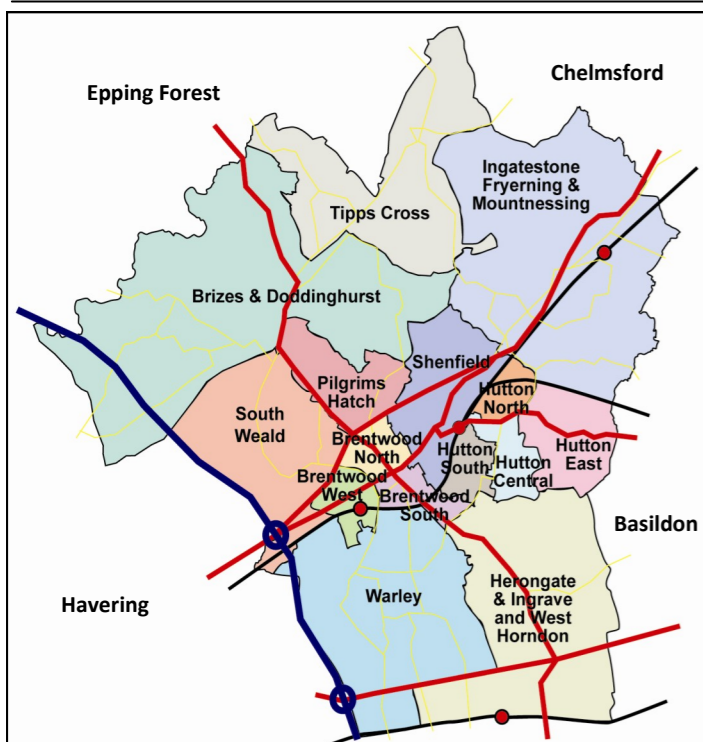 Epping Forest
Chelmsford
Ingatestone
Fryerning &
Mountnessing
Tipps Cross
Brizes & Doddinghurst
Shenfield
Pilgrims
Hatch
Hutton
North
South
Weald
Brentwood
North
Hutton
South
Hutton
Central
Hutton
East
Brentwood
West
Brentwood
South
Basildon
Havering
Warley
Herongate
& Ingrave
and West
Horndon